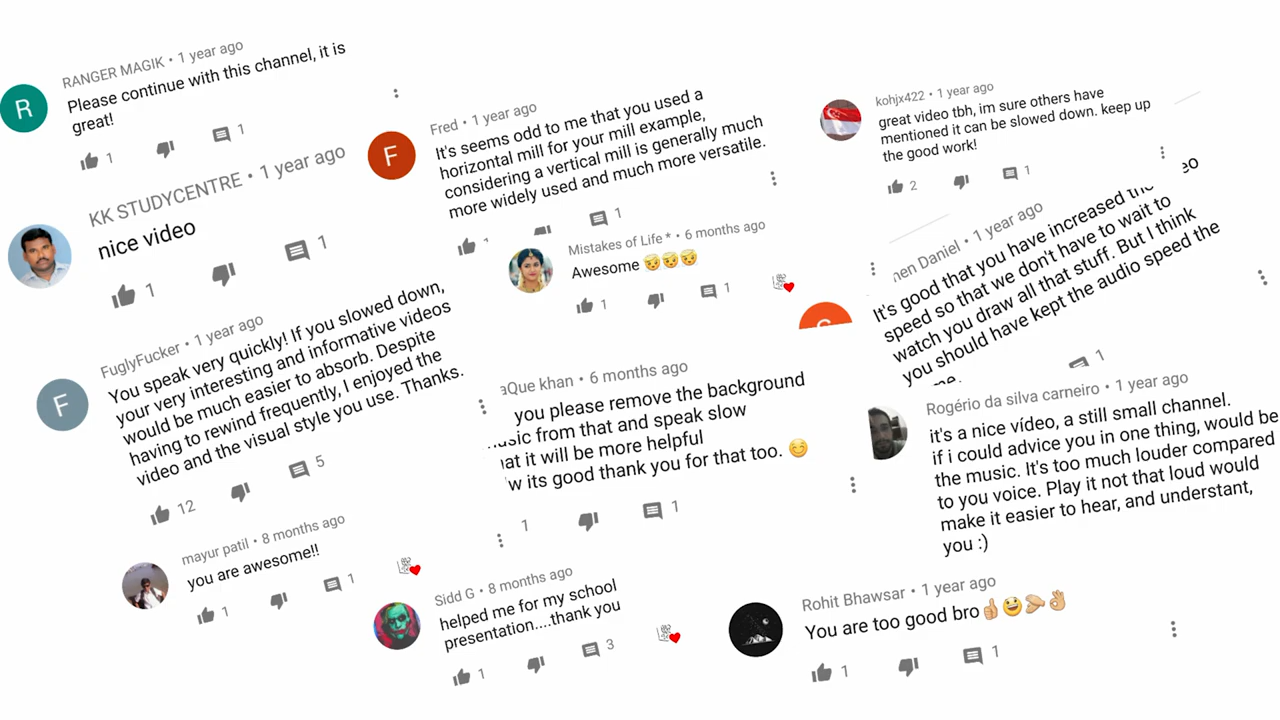 RANGER MAGIK • 1 year ago
Please continue with this channel, it is
great!
1
1
R
KK STUDYCENTRE • 1 year ago
nice video
1
1
FuglyFucker • 1 year ago
You speak very quickly! If you slowed down,
your very interesting and informative videos
would be much easier to absorb. Despite
having to rewind frequently, I enjoyed the
video and the visual style you use. Thanks.
12
5
F
mayur patil • 8 months ago
you are awesome!!
1
1
Fred • 1 year ago
It's seems odd to me that you used a
horizontal mill for your mill example,
considering a vertical mill is generally much
more widely used and much more versatile.
1
F
Mistakes of Life * • 6 months ago
Awesome 😇😇😇
1
1
aQue khan • 6 months ago
you please remove the background
from that and speak slow
at it will be more helpful
w its good thank you for that too. 😊
1
1
Sidd G • 8 months ago
helped me for my school
presentation....thank you
1
3
kohjx422 • 1 year ago
great video tbh, im sure others have
mentioned it can be slowed down. keep up
the good work!
2
1
Daniel • 1 year ago
It's good that you have increased the
eo
speed so that we don't have to wait to
watch you draw all that stuff. But I think
you should have kept the audio speed the
1
Rogério da silva carneiro • 1 year ago
it's a nice vídeo, a still small channel.
if i could advice you in one thing, would be
the music. It's too much louder compared
to you voice. Play it not that loud would
make it easier to hear, and understant,
you :)
Rohit Bhawsar • 1 year ago
You are too good bro👍😄🤛👌
1
1